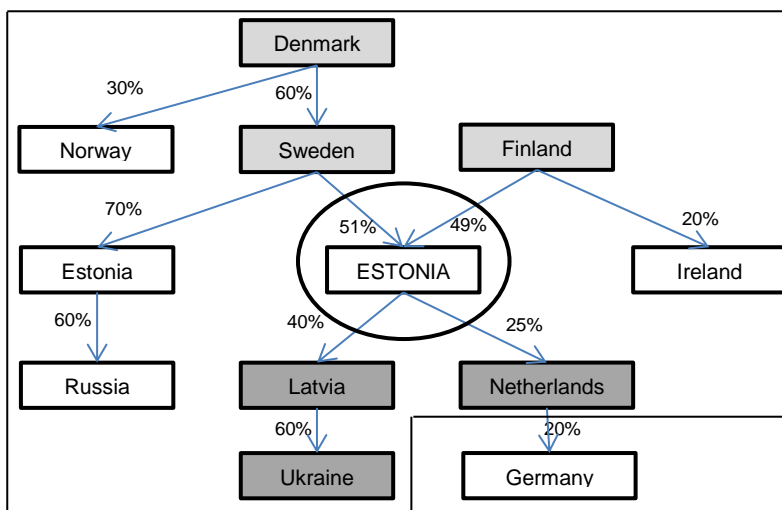 Denmark
30%
60%
Norway
Sweden
Finland
70%
51%
49%
20%
Estonia
ESTONIA
Ireland
60%
40%
25%
Russia
Latvia
Netherlands
60%
20%
Ukraine
Germany